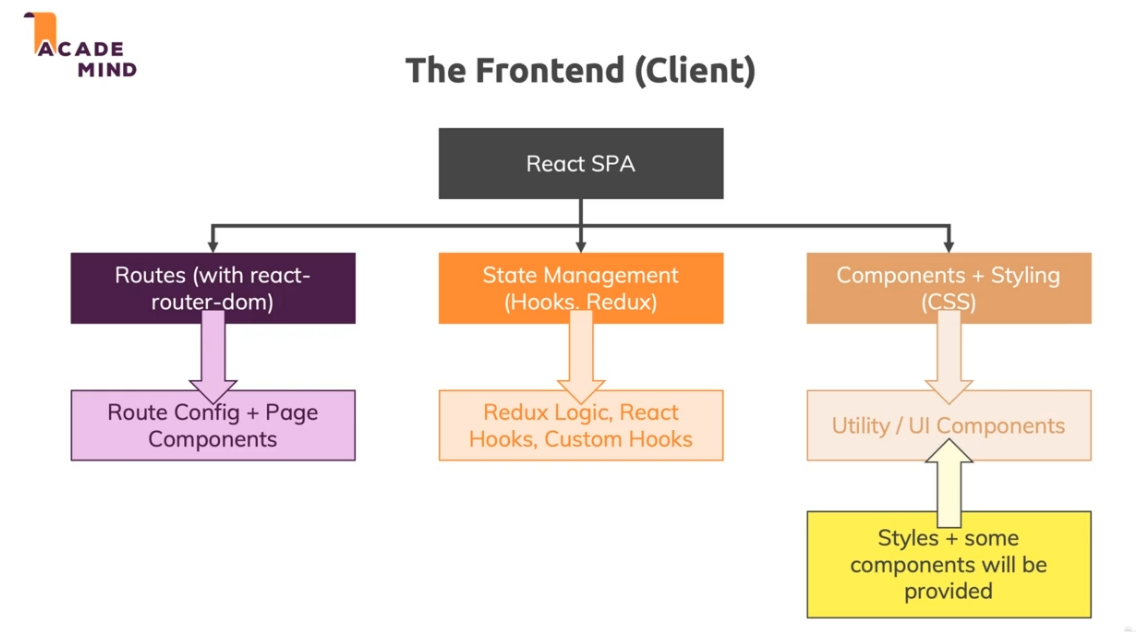 ACADE
MIND
The Frontend (Client)
React SPA
Routes (with react-
router-dom)
State Management
(Hooks, Redux)
Components + Styling
(CSS)
Route Config + Page
Components
Redux Logic, React
Hooks, Custom Hooks
Utility / UI Components
Styles + some
components will be
provided